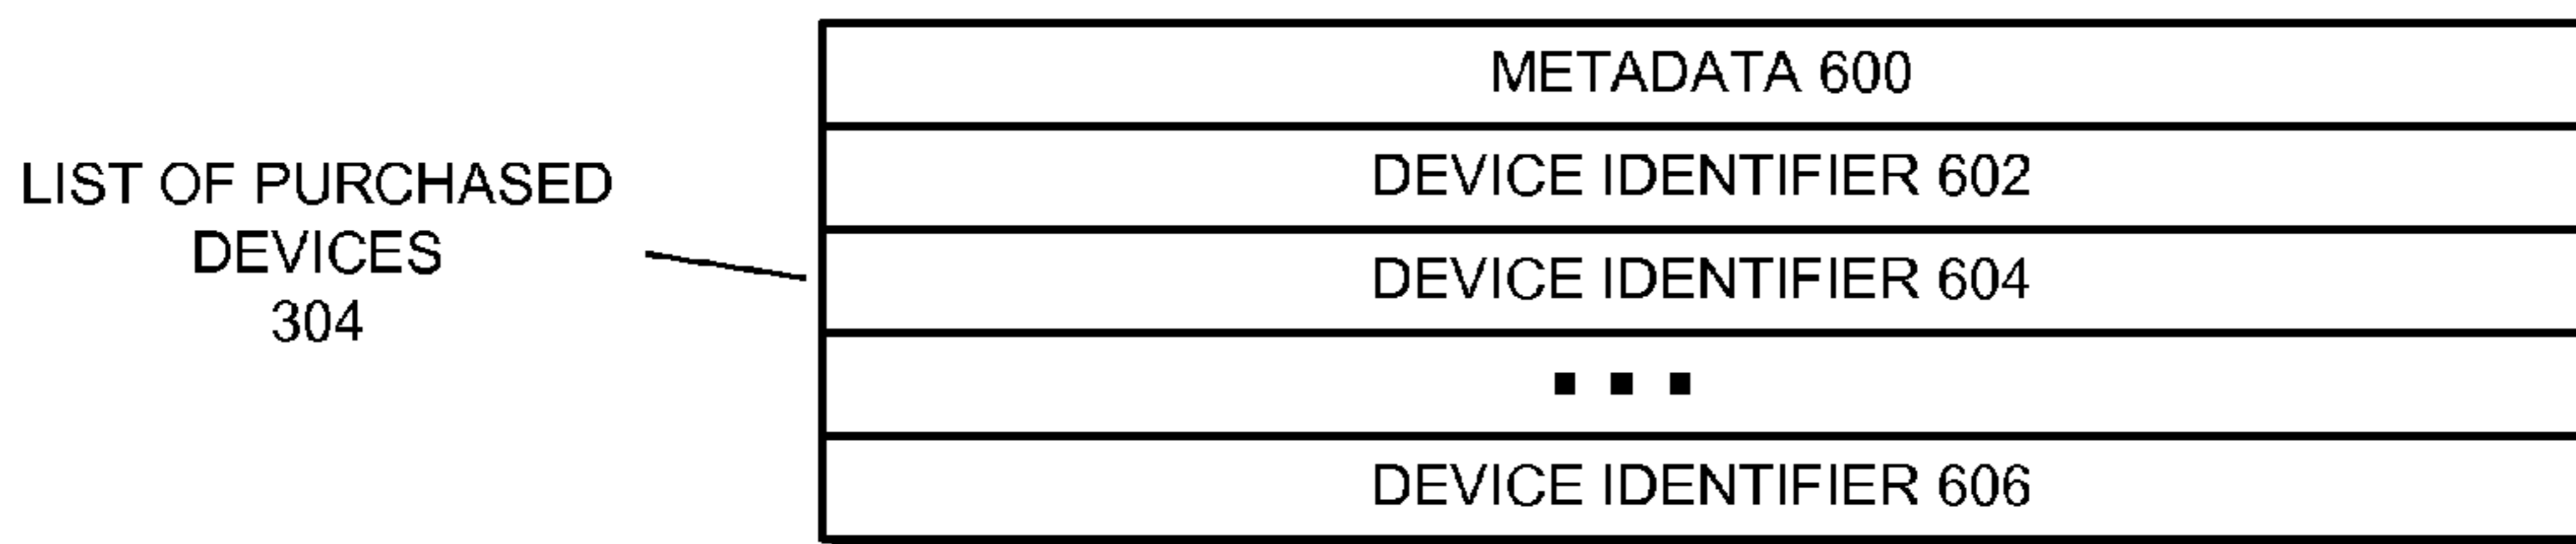 LIST OF PURCHASED
DEVICES
304
METADATA 600
DEVICE IDENTIFIER 602
DEVICE IDENTIFIER 604
...
DEVICE IDENTIFIER 606